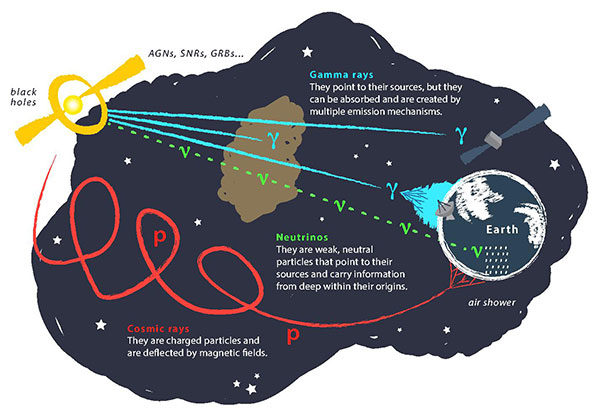 AGNs, SNRs, GRBs...
black
holes
Gamma rays
They point to their sources, but they
can be absorbed and are created by
multiple emission mechanisms.
γ
γ
γ
ν
ν
ν
ν
ν
Earth
p
Neutrinos
They are weak, neutral
particles that point to their
sources and carry information
from deep within their origins.
air shower
Cosmic rays
They are charged particles and
are deflected by magnetic fields.
p